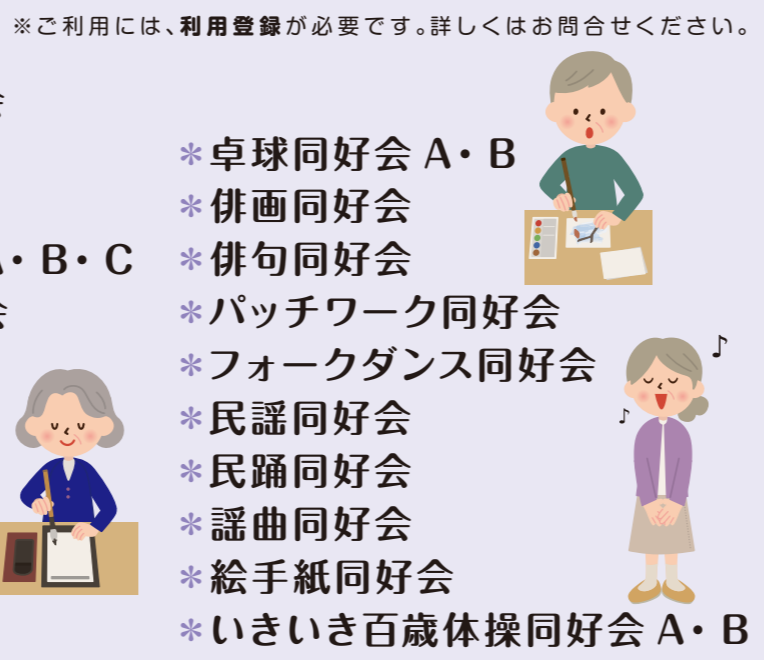 ※ご利用には、利用登録が必要です。詳しくはお問合せください。
会
・B・C
会
*卓球同好会 A・B
*俳画同好会
*俳句同好会
*パッチワーク同好会
*フォークダンス同好会
*民謡同好会
*民踊同好会
*謡曲同好会
*絵手紙同好会
*いきいき百歳体操同好会 A・B